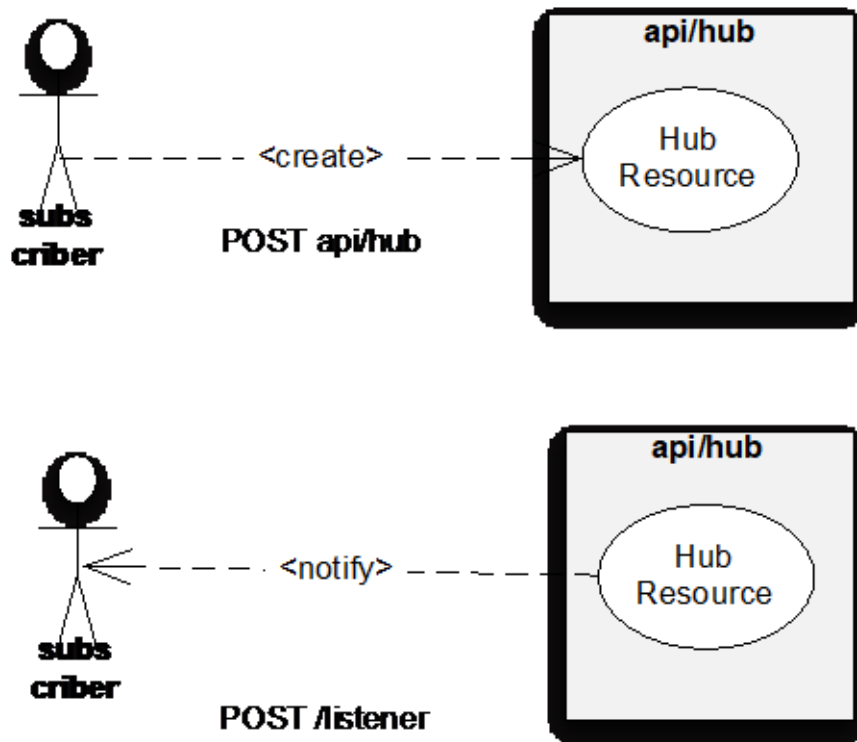 api/hub
<create>
Hub
Resource
subs
criber
POST api/hub
api/hub
<notify>
Hub
Resource
subs
criber
POST /listener